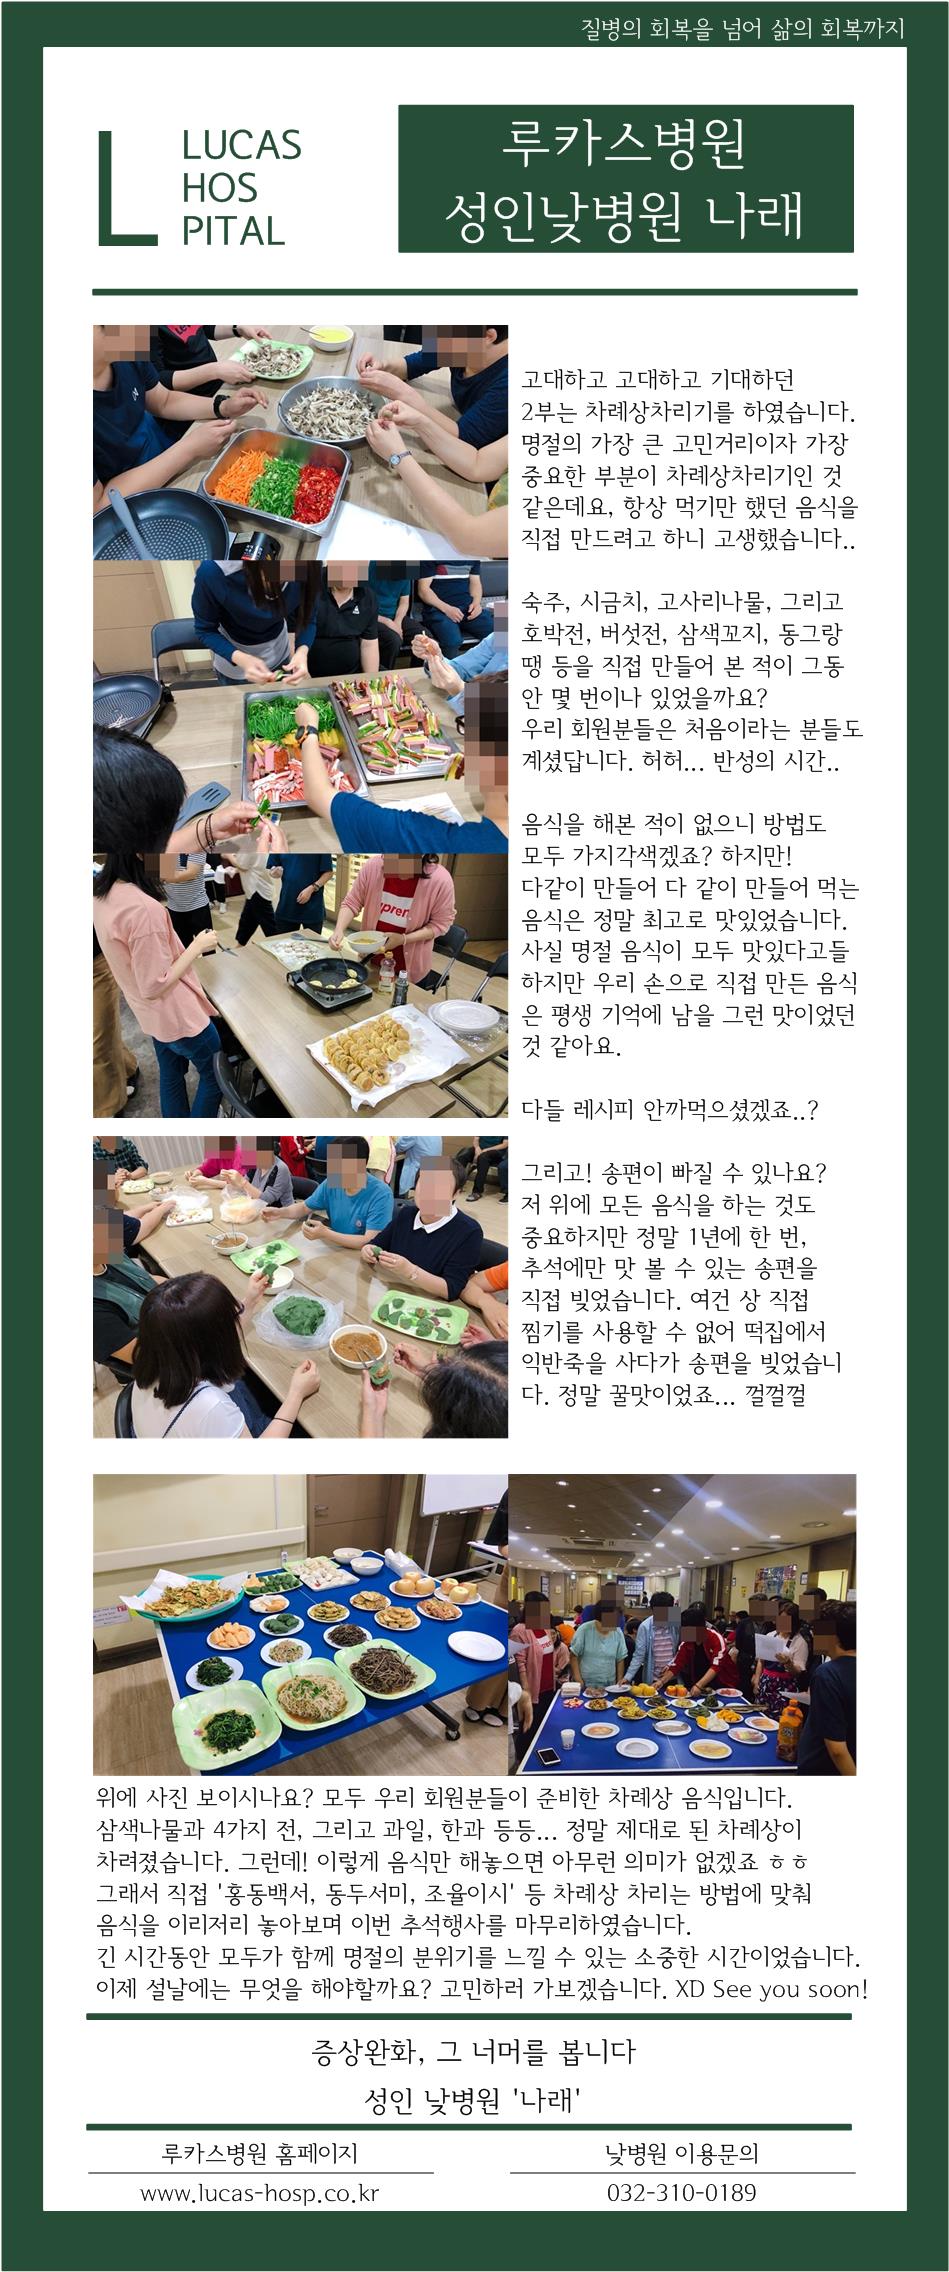 질병의 회복을 넘어 삶의 회복까지
LUCAS
HOS
PITAL
루카스병원
성인낮병원 나래
고대하고 고대하고 기대하던
2부는 차례상차리기를 하였습니다.
명절의 가장 큰 고민거리이자 가장
중요한 부분이 차례상차리기인 것
같은데요, 항상 먹기만 했던 음식을
직접 만드려고 하니 고생했습니다..
숙주, 시금치, 고사리나물, 그리고
호박전, 버섯전, 삼색꼬지, 동그랑
땡 등을 직접 만들어 본 적이 그동
안 몇 번이나 있었을까요?
우리 회원분들은 처음이라는 분들도
계셨답니다. 허허... 반성의 시간..
음식을 해본 적이 없으니 방법도
모두 가지각색겠죠? 하지만!
다같이 만들어 다 같이 만들어 먹는
음식은 정말 최고로 맛있었습니다.
사실 명절 음식이 모두 맛있다고들
하지만 우리 손으로 직접 만든 음식
은 평생 기억에 남을 그런 맛이었던
것 같아요.
다들 레시피 안까먹으셨겠죠..?
그리고! 송편이 빠질 수 있나요?
저 위에 모든 음식을 하는 것도
중요하지만 정말 1년에 한 번,
추석에만 맛 볼 수 있는 송편을
직접 빚었습니다. 여건 상 직접
찜기를 사용할 수 없어 떡집에서
익반죽을 사다가 송편을 빚었습니
다. 정말 꿀맛이었죠... 껄껄껄
위에 사진 보이시나요? 모두 우리 회원분들이 준비한 차례상 음식입니다.
삼색나물과 4가지 전, 그리고 과일, 한과 등등... 정말 제대로 된 차례상이
차려졌습니다. 그런데! 이렇게 음식만 해놓으면 아무런 의미가 없겠죠 ㅎㅎ
그래서 직접 '홍동백서, 동두서미, 조율이시' 등 차례상 차리는 방법에 맞춰
음식을 이리저리 놓아보며 이번 추석행사를 마무리하였습니다.
긴 시간동안 모두가 함께 명절의 분위기를 느낄 수 있는 소중한 시간이었습니다.
이제 설날에는 무엇을 해야할까요? 고민하러 가보겠습니다. XD See you soon!
증상완화, 그 너머를 봅니다
성인 낮병원 '나래'
루카스병원 홈페이지
낮병원 이용문의
www.lucas-hosp.co.kr
032-310-0189